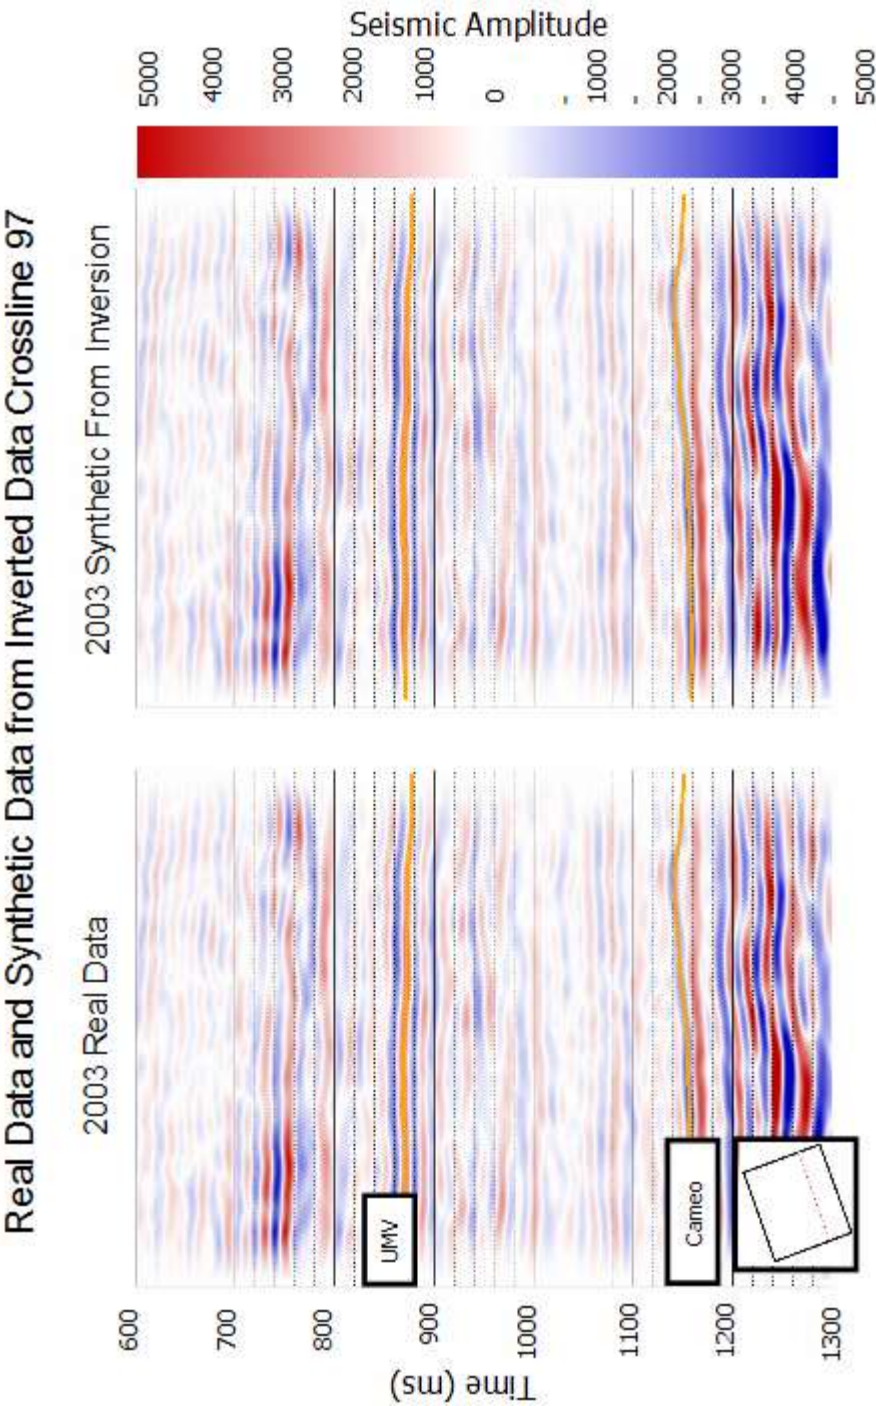 Real Data and Synthetic Data from Inverted Data Crossline 97
2003 Real Data
2003 Synthetic From Inversion
Time (ms)
600
700
800
900
1000
1100
1200
1300
UMV
Cameo
Seismic Amplitude
5000
4000
3000
2000
1000
0
- 1000
- 2000
- 3000
- 4000
- 5000